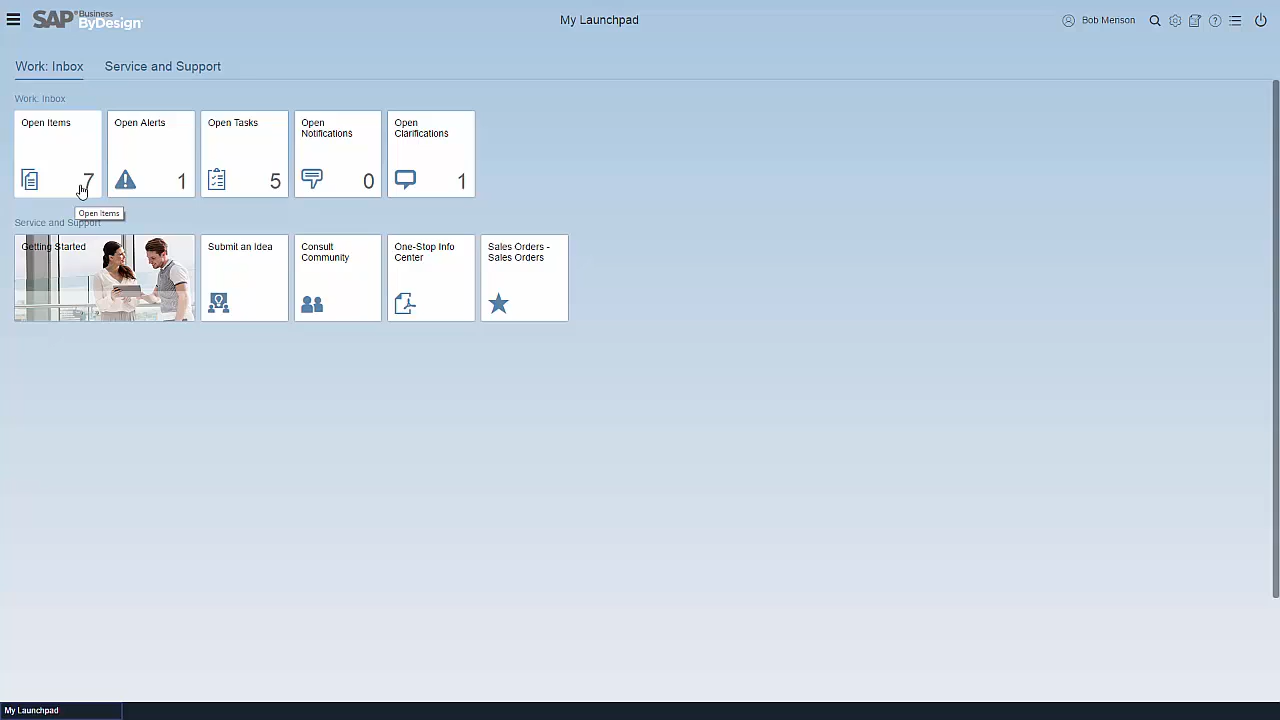 SAP Business ByDesign
My Launchpad
Bob Menson
Work: Inbox
Service and Support
Work: Inbox
Open Items
7
Open Alerts
1
Open Tasks
5
Open
Notifications
0
Open
Clarifications
1
Open Items
Service and Support
Getting Started
Submit an Idea
Consult
Community
One-Stop Info
Center
Sales Orders -
Sales Orders
My Launchpad